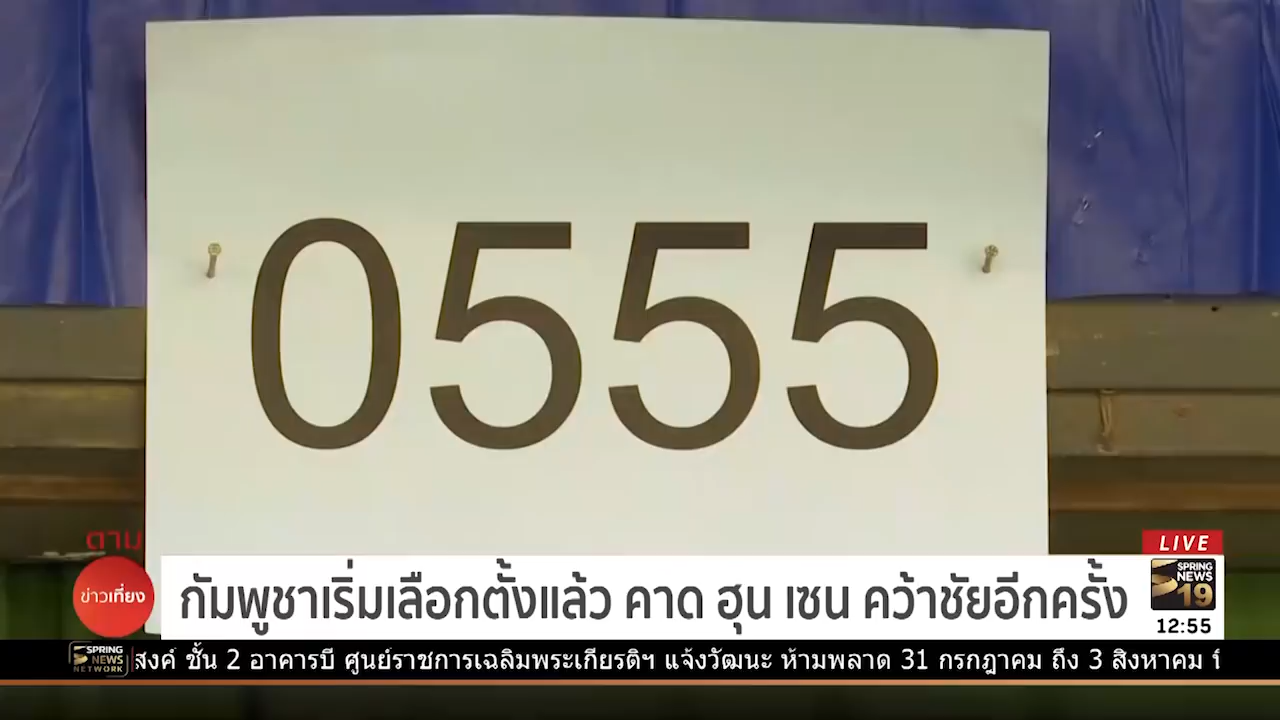 0555
ตาม
LIVE
ข่าวเที่ยง
กัมพูชาเริ่มเลือกตั้งแล้ว คาด ฮุน เซน คว้าชัยอีกครั้ง
SPRING
NEWS
19
12:55
SPRING
NEWS
NETWORK
สงค์ ชั้น 2 อาคารบี ศูนย์ราชการเฉลิมพระเกียรติฯ แจ้งวัฒนะ ห้ามพลาด 31 กรกฎาคม ถึง 3 สิงหาคม